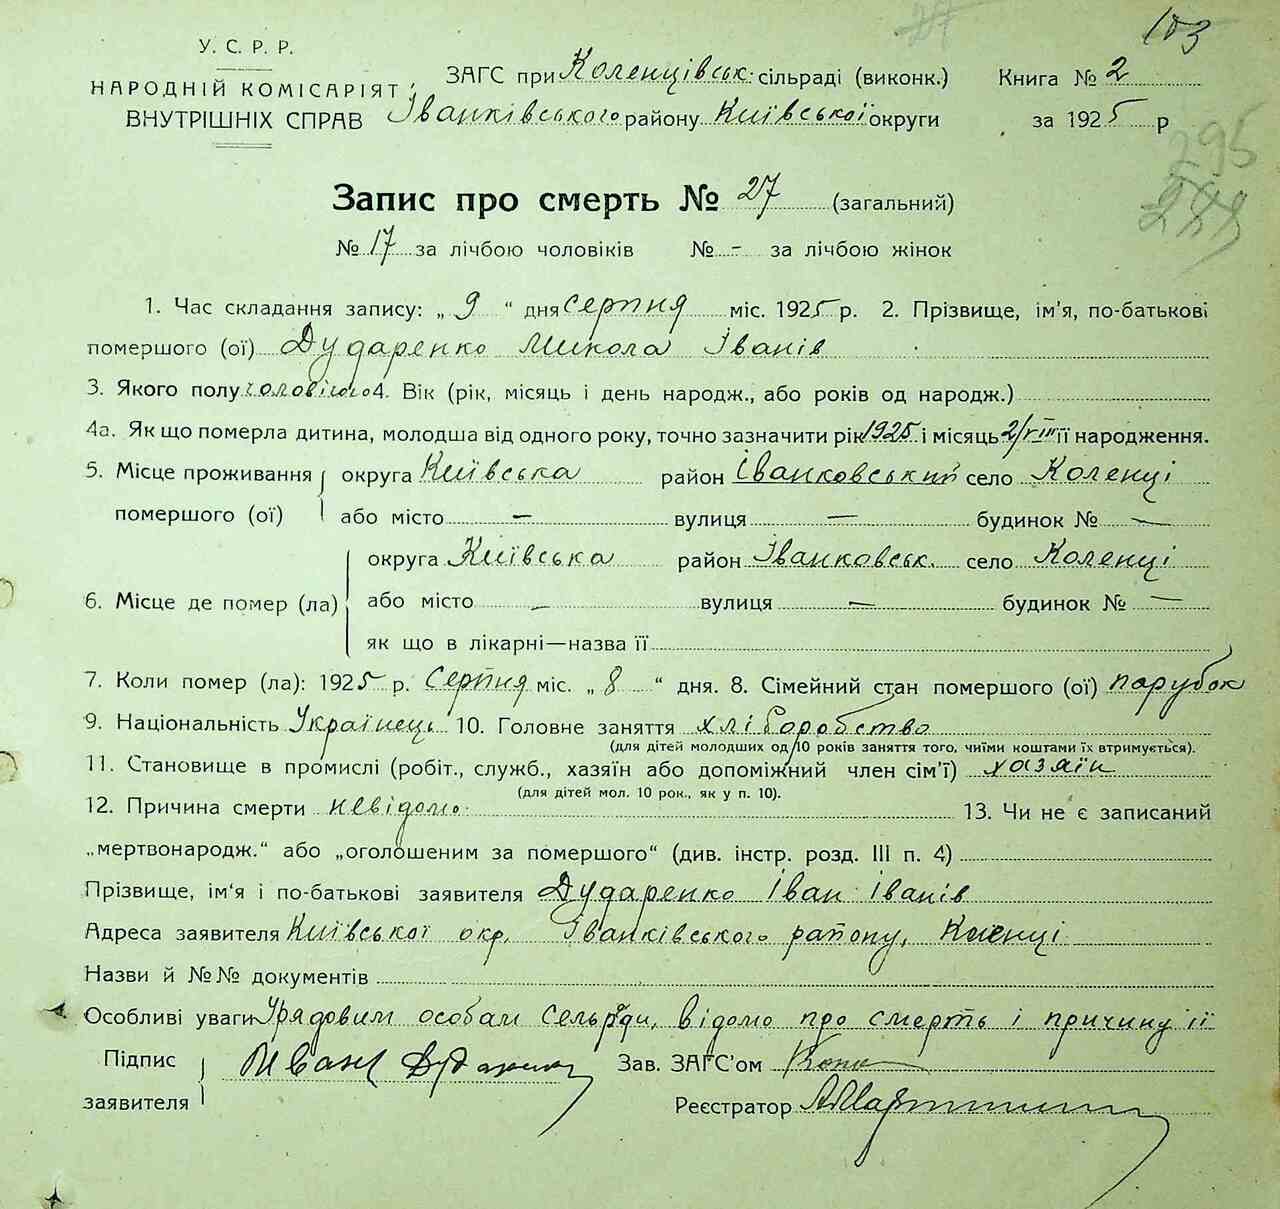 103
У. С. Р. Р.
НАРОДНІЙ КОМІСАРІЯТ
ВНУТРІШНІХ СПРАВ
ЗАГС при Коленцівськ. сільраді (виконк.) Книга № 2
Іванківського району Київської округи за 1925 р
295
Запис про смерть № 27 (загальний)
№ 17 за лічбою чоловіків № - за лічбою жінок
1. Час складання запису: „ 9 “ дня серпня міс. 1925 р. 2. Прізвище, ім'я, по-батькові
помершого (ої) Дударенко Микола Іванів
3. Якого полу чоловічого 4. Вік (рік, місяць і день народж., або років од народж.)
4а. Як що померла дитина, молодша від одного року, точно зазначити рік 1925 і місяць 2/VIII її народження.
5. Місце проживання округа Київська район Іванковський село Коленці
помершого (ої) або місто — вулиця — будинок № —
округа Київська район Іванковськ. село Коленці
6. Місце де помер (ла) або місто — вулиця — будинок № —
як що в лікарні—назва її
7. Коли помер (ла): 1925 р. Серпня міс. „ 8 “ дня. 8. Сімейний стан помершого (ої) парубок
9. Національність Українець 10. Головне заняття хліборобство
(для дітей молодших од 10 років заняття того, чиїми коштами їх втримується).
11. Становище в промислі (робіт., служб., хазяїн або допоміжний член сім'ї) хазяїн
(для дітей мол. 10 рок., як у п. 10).
12. Причина смерти невідомо 13. Чи не є записаний
„мертвонародж.“ або „оголошеним за помершого“ (див. інстр. розд. III п. 4)
Прізвище, ім'я і по-батькові заявителя Дударенко Іван Іванів
Адреса заявителя Київської окр. Іванківського району,
Назви й №№ документів
Особливі уваги Урядовим особам відомо про смерть і причину її
Підпис Иван Зав. ЗАГС'ом
заявителя Реєстратор